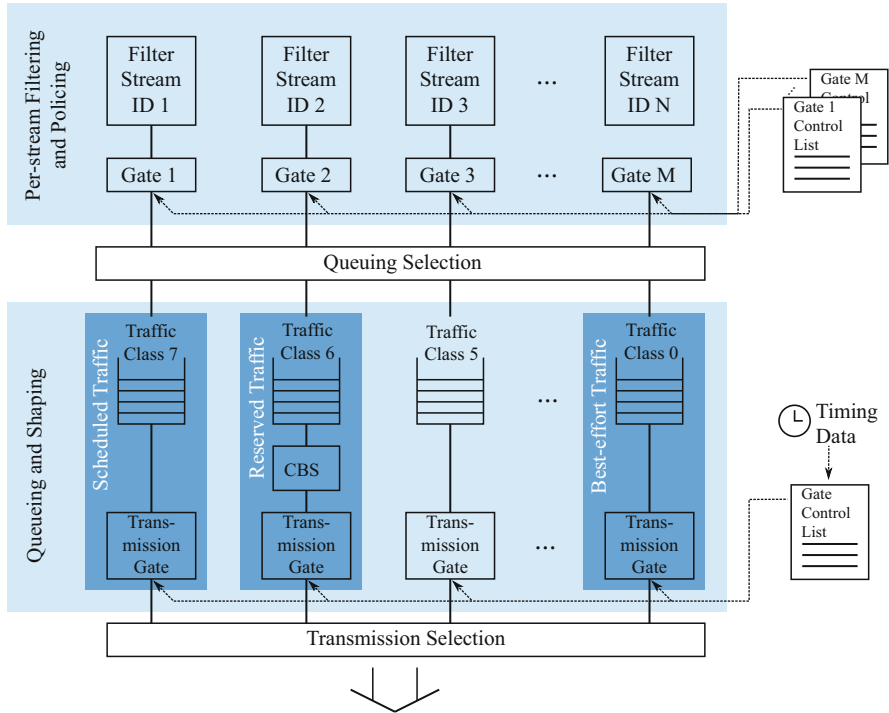 Per-stream Filtering
and Policing
Filter
Stream
ID 1
Filter
Stream
ID 2
Filter
Stream
ID 3
...
Filter
Stream
ID N
Gate 1
Gate 2
Gate 3
...
Gate M
Gate M
Control
Gate 1
Control
List
Queuing Selection
Queueing and Shaping
Scheduled Traffic
Traffic
Class 7
Trans-
mission
Gate
Reserved Traffic
Traffic
Class 6
CBS
Trans-
mission
Gate
Traffic
Class 5
Trans-
mission
Gate
...
...
Best-effort Traffic
Traffic
Class 0
Trans-
mission
Gate
Timing
Data
Gate
Control
List
Transmission Selection